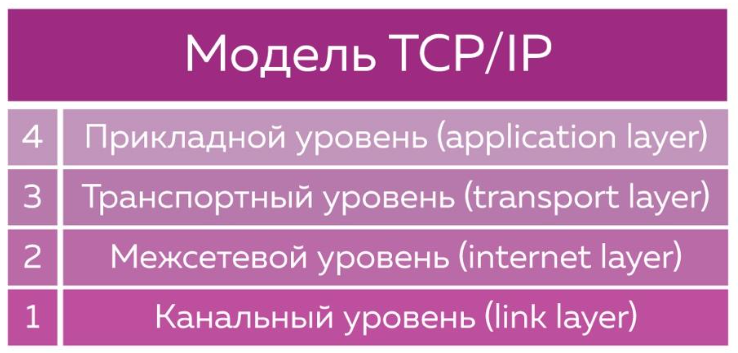 Модель TCP/IP
4 Прикладной уровень (application layer)
3 Транспортный уровень (transport layer)
2 Межсетевой уровень (internet layer)
1 Канальный уровень (link layer)